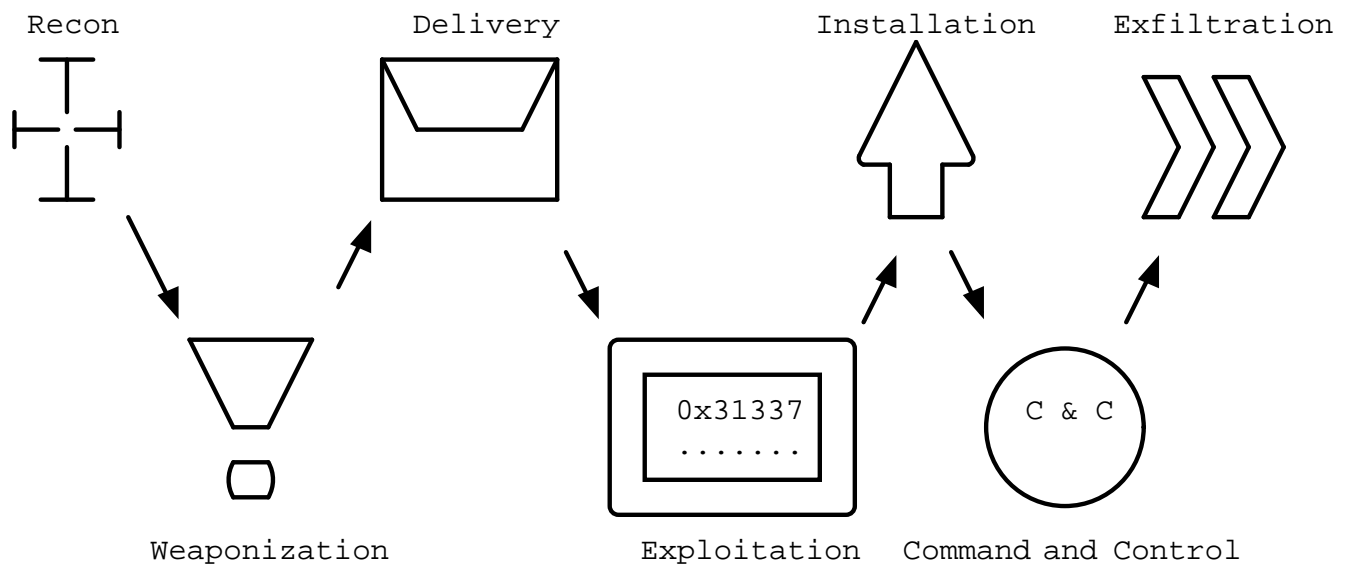 Recon
Delivery
Installation
Exfiltration
0x31337
.......
C & C
Weaponization
Exploitation
Command and Control